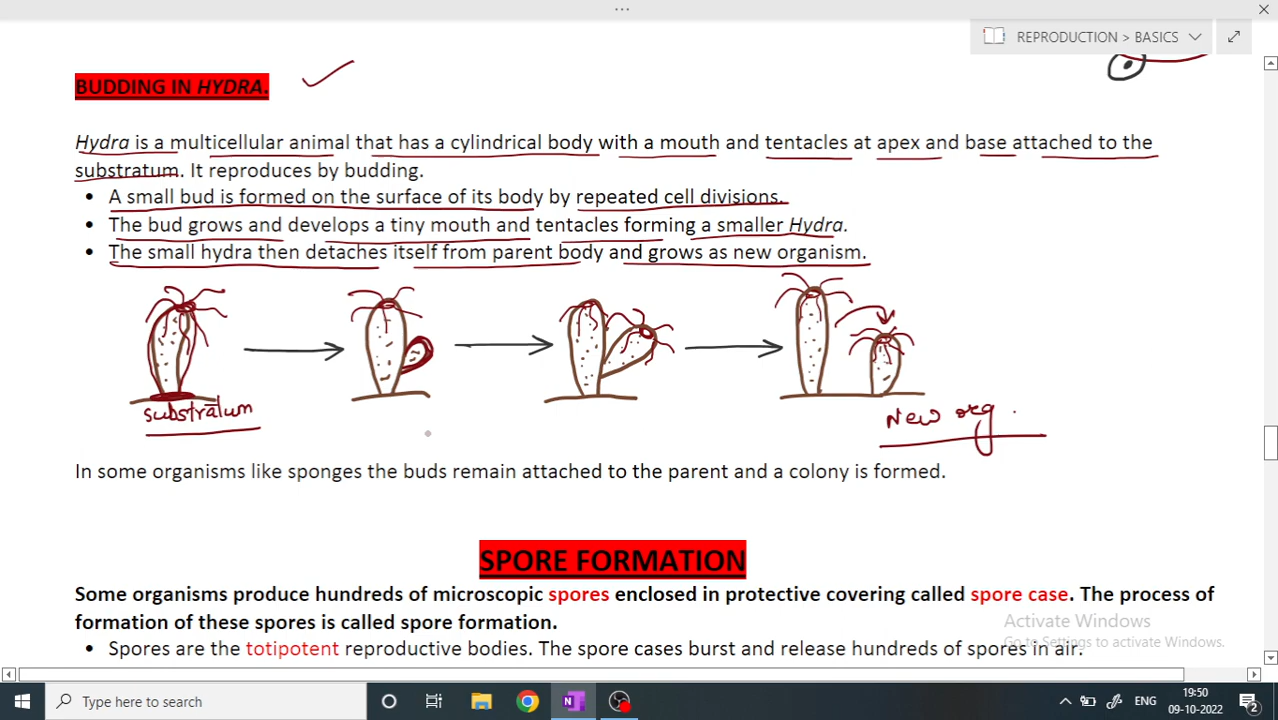 REPRODUCTION > BASICS
BUDDING IN HYDRA.
Hydra is a multicellular animal that has a cylindrical body with a mouth and tentacles at apex and base attached to the
substratum. It reproduces by budding.
• A small bud is formed on the surface of its body by repeated cell divisions.
• The bud grows and develops a tiny mouth and tentacles forming a smaller Hydra.
• The small hydra then detaches itself from parent body and grows as new organism.
substratum
New org.
In some organisms like sponges the buds remain attached to the parent and a colony is formed.
SPORE FORMATION
Some organisms produce hundreds of microscopic spores enclosed in protective covering called spore case. The process of
formation of these spores is called spore formation.
• Spores are the totipotent reproductive bodies. The spore cases burst and release hundreds of spores in air.
Activate Windows
Go to Settings to activate Windows.
Type here to search
ENG
19:50
09-10-2022
2